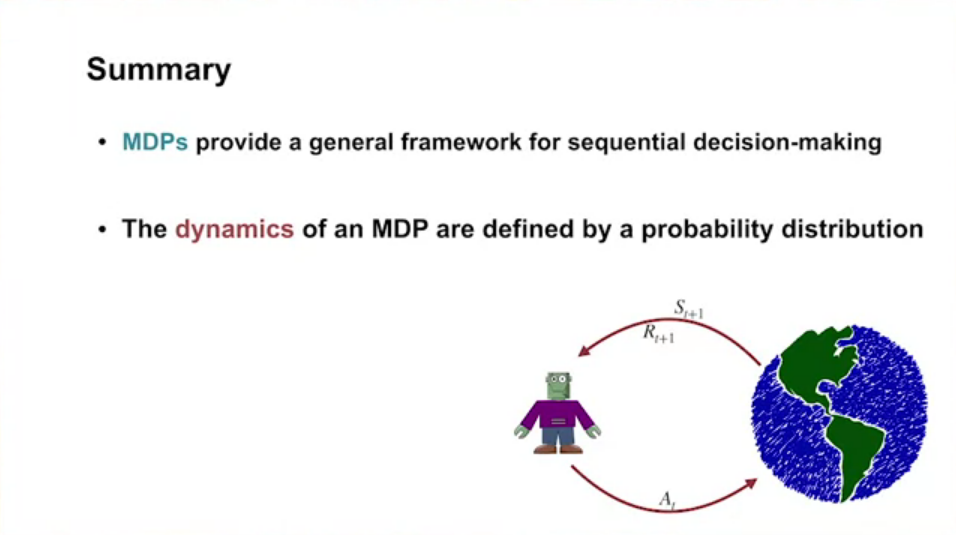 Summary
• MDPs provide a general framework for sequential decision-making
• The dynamics of an MDP are defined by a probability distribution
S_{t+1}
R_{t+1}
A_t